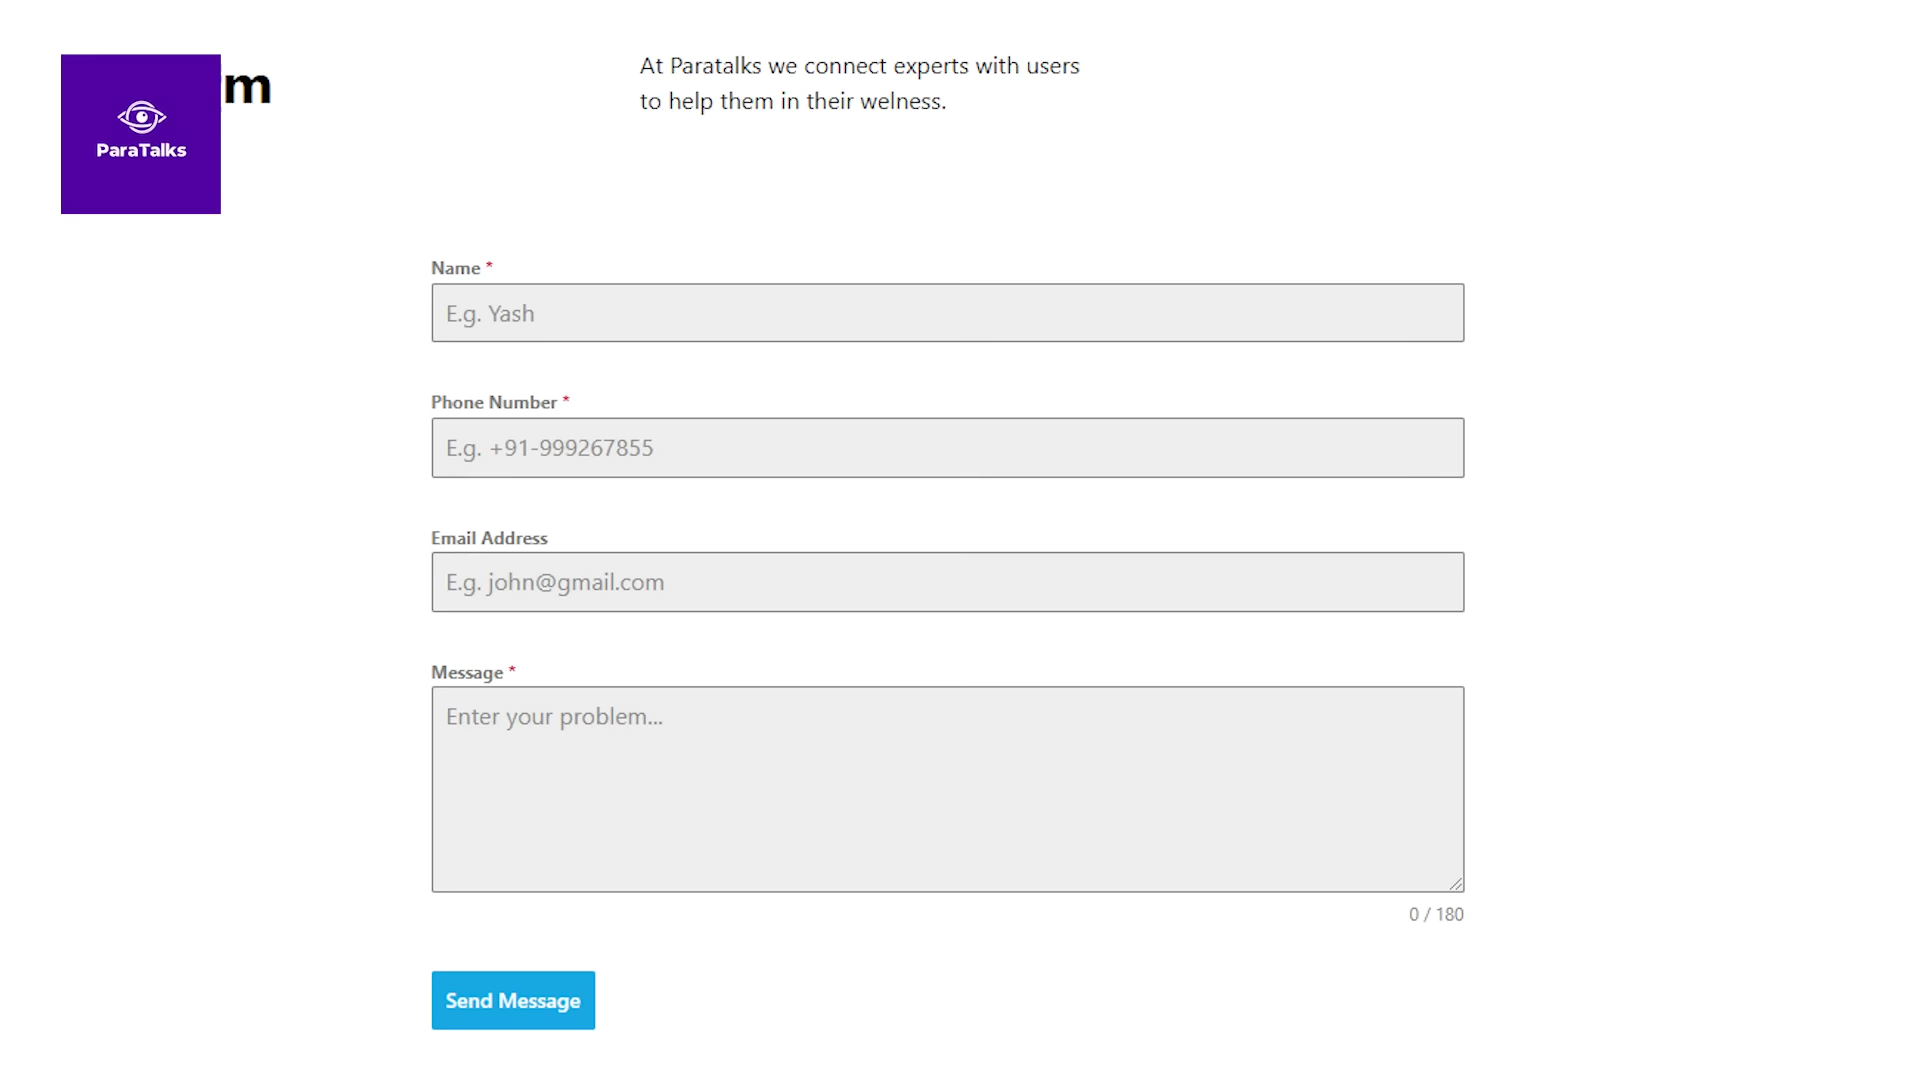 m
At Paratalks we connect experts with users
to help them in their welness.
ParaTalks
Name *
E.g. Yash
Phone Number *
E.g. +91-999267855
Email Address
E.g. john@gmail.com
Message *
Enter your problem...
0 / 180
Send Message